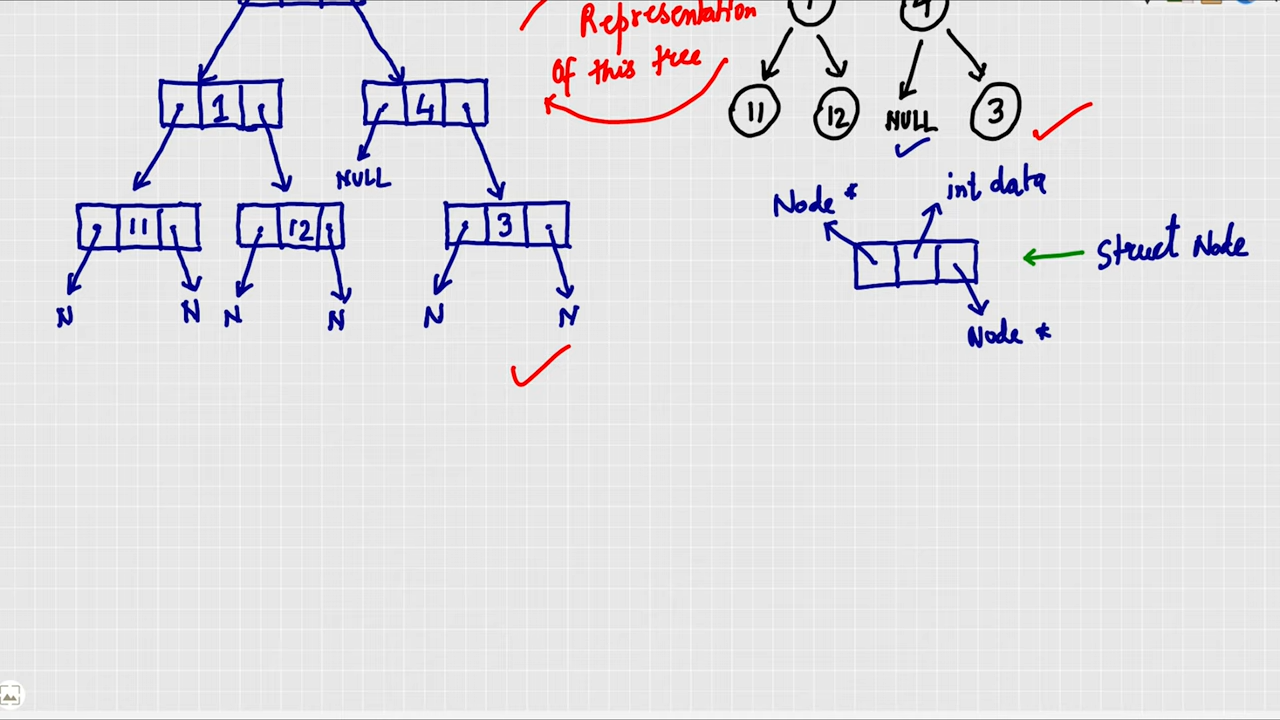 Representation
Of this tree
1
4
NULL
11
12
3
N
N
N
N
N
N
4
11
12
NULL
3
Node *
int data
Struct Node
Node *